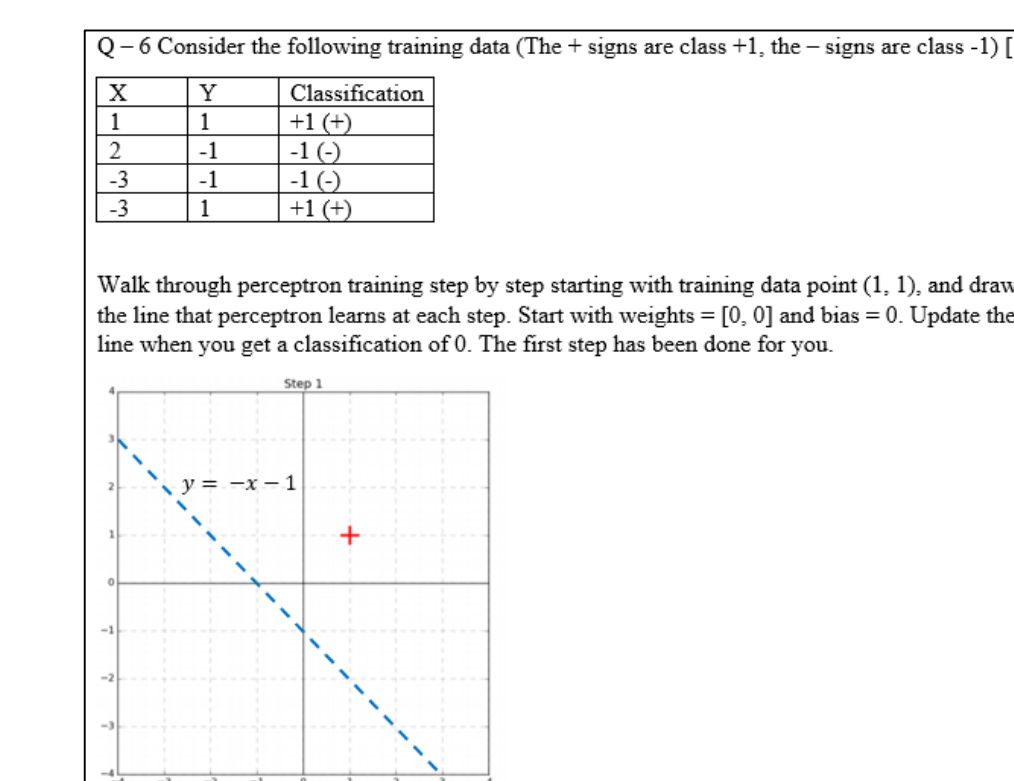 Q – 6 Consider the following training data (The + signs are class +1, the – signs are class -1) [
X Y Classification
1 1 +1 (+)
2 -1 -1 (-)
-3 -1 -1 (-)
-3 1 +1 (+)
Walk through perceptron training step by step starting with training data point (1, 1), and draw
the line that perceptron learns at each step. Start with weights = [0, 0] and bias = 0. Update the
line when you get a classification of 0. The first step has been done for you.
Step 1
4
3
2
y = -x – 1
1
0
-1
-2
-3
-4